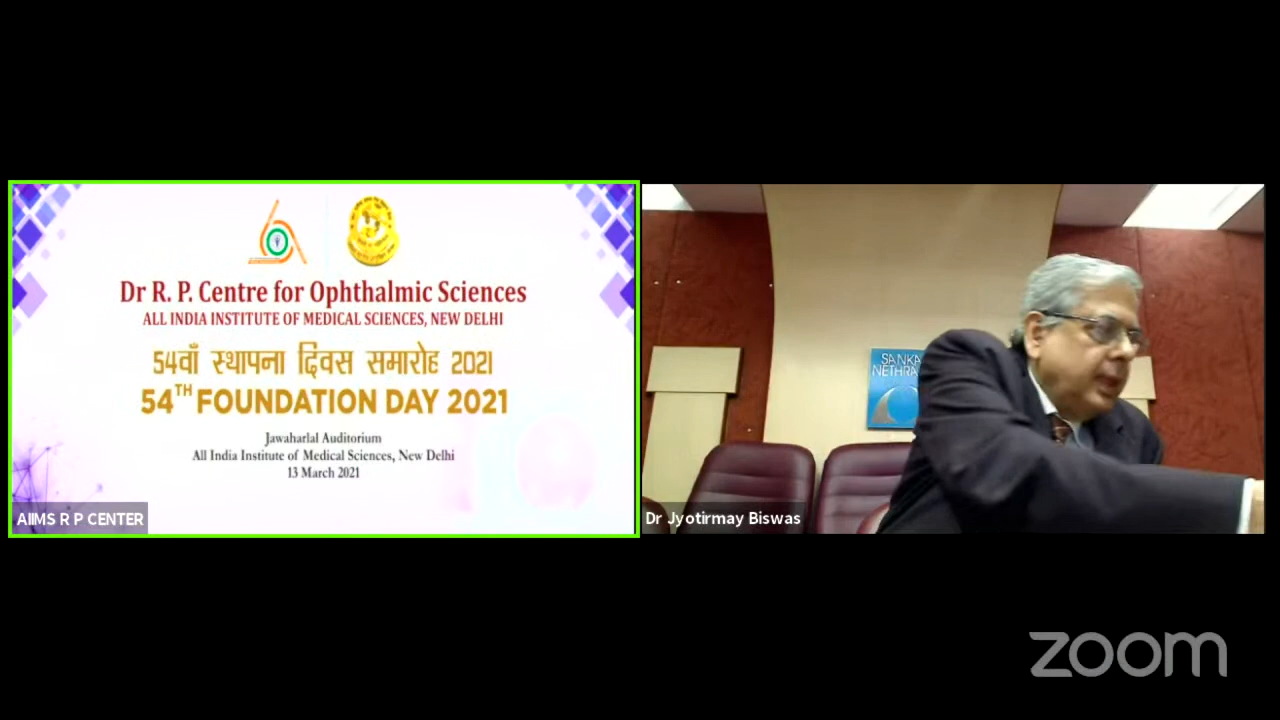 Dr R. P. Centre for Ophthalmic Sciences
ALL INDIA INSTITUTE OF MEDICAL SCIENCES, NEW DELHI
54वाँ स्थापना दिवस समारोह 2021
54TH FOUNDATION DAY 2021
Jawaharlal Auditorium
All India Institute of Medical Sciences, New Delhi
13 March 2021
AIIMS R P CENTER
SANKA
NETHRA
Dr Jyotirmay Biswas
zoom